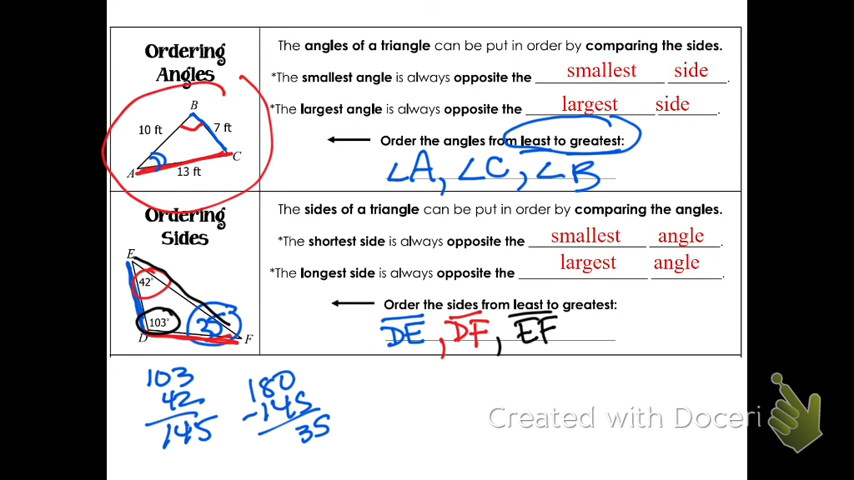 Ordering
Angles
B
10 ft
7 ft
A
C
13 ft
The angles of a triangle can be put in order by comparing the sides.
*The smallest angle is always opposite the smallest side.
*The largest angle is always opposite the largest side.
Order the angles from least to greatest:
∠A, ∠C, ∠B
Ordering
Sides
E
42°
103°
35°
D
F
The sides of a triangle can be put in order by comparing the angles.
*The shortest side is always opposite the smallest angle.
*The longest side is always opposite the largest angle.
Order the sides from least to greatest:
DE, DF, EF
103
42
145
180
-145
35
Created with Doceri